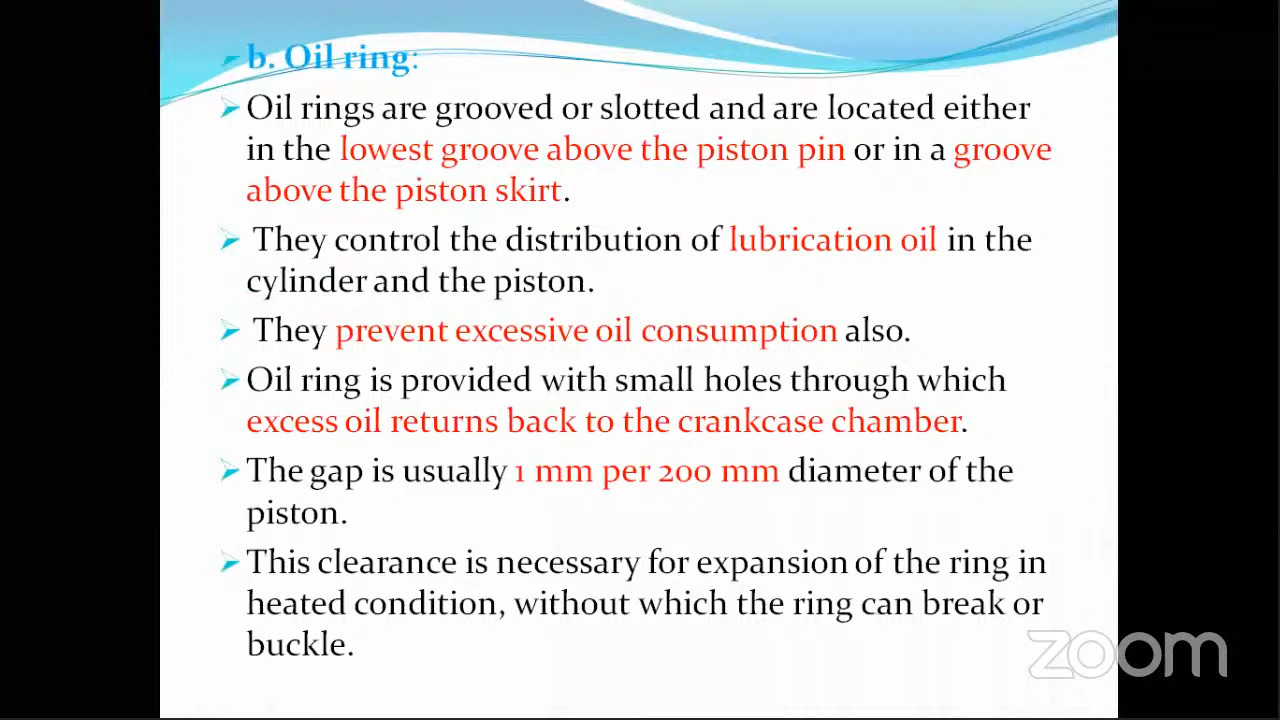 b. Oil ring:
Oil rings are grooved or slotted and are located either
in the lowest groove above the piston pin or in a groove
above the piston skirt.
They control the distribution of lubrication oil in the
cylinder and the piston.
They prevent excessive oil consumption also.
Oil ring is provided with small holes through which
excess oil returns back to the crankcase chamber.
The gap is usually 1 mm per 200 mm diameter of the
piston.
This clearance is necessary for expansion of the ring in
heated condition, without which the ring can break or
buckle.
zoom